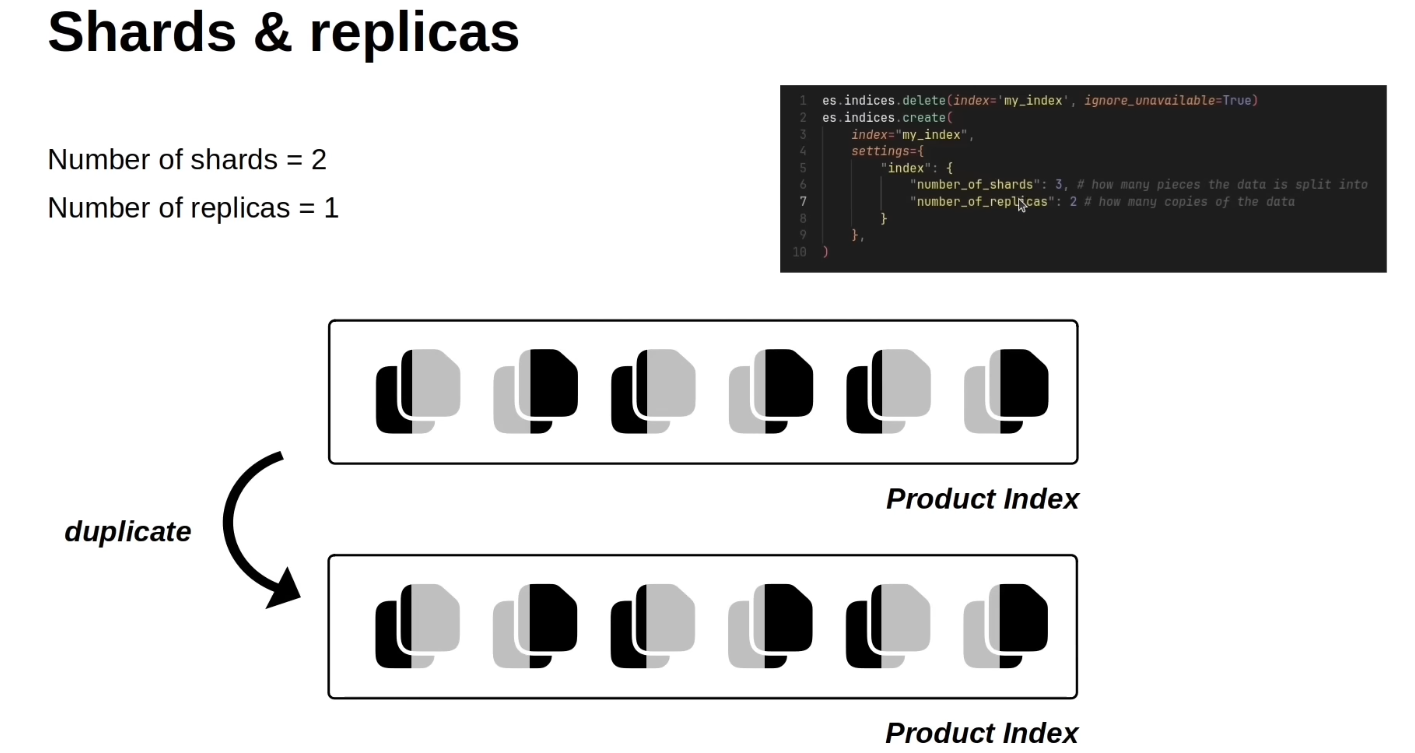 Shards & replicas
Number of shards = 2
Number of replicas = 1
1 es.indices.delete(index='my_index', ignore_unavailable=True)
2 es.indices.create(
3 index="my_index",
4 settings={
5 "index": {
6 "number_of_shards": 3, # how many pieces the data is split into
7 "number_of_replicas": 2 # how many copies of the data
8 }
9 },
10 )
Product Index
duplicate
Product Index